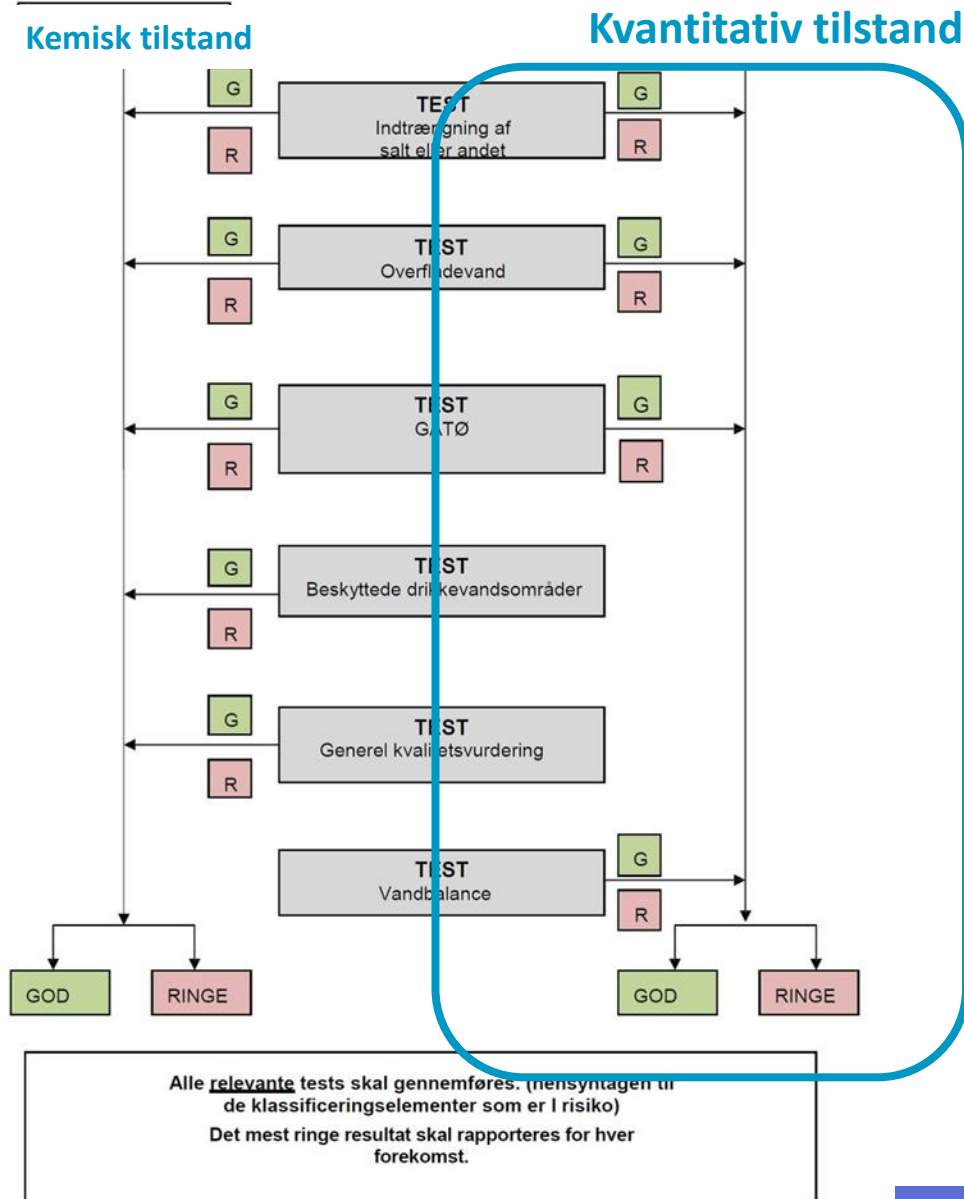 Kemisk tilstand
Kvantitativ tilstand
G
TEST
G
Indtrængning af
R
salt eller andet
R
G
TEST
G
Overfladevand
R
R
G
TEST
G
GATØ
R
R
G
TEST
Beskyttede drikkevandsområder
R
G
TEST
Generel kvalitetsvurdering
R
G
TEST
Vandbalance
R
GOD
RINGE
GOD
RINGE
Alle relevante tests skal gennemføres. (hensyntagen til
de klassificeringselementer som er I risiko)
Det mest ringe resultat skal rapporteres for hver
forekomst.